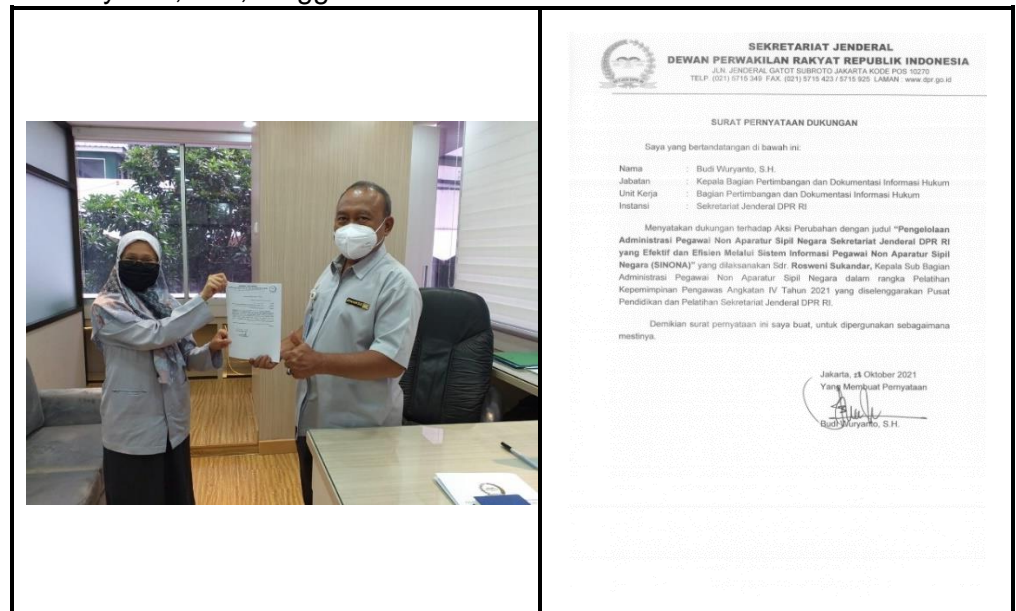 SEKRETARIAT JENDERAL
DEWAN PERWAKILAN RAKYAT REPUBLIK INDONESIA
JLN. JENDERAL GATOT SUBROTO JAKARTA KODE POS 10270
TELP. (021) 5715 349 FAX. (021) 5715 423 / 5715 925 LAMAN : www.dpr.go.id
SURAT PERNYATAAN DUKUNGAN
Saya yang bertandatangan di bawah ini:
Nama : Budi Wuryanto, S.H.
Jabatan : Kepala Bagian Pertimbangan dan Dokumentasi Informasi Hukum
Unit Kerja : Bagian Pertimbangan dan Dokumentasi Informasi Hukum
Instansi : Sekretariat Jenderal DPR RI
Menyatakan dukungan terhadap Aksi Perubahan dengan judul “Pengelolaan
Administrasi Pegawai Non Aparatur Sipil Negara Sekretariat Jenderal DPR RI
yang Efektif dan Efisien Melalui Sistem Informasi Pegawai Non Aparatur Sipil
Negara (SINONA)” yang dilaksanakan Sdr. Rosweni Sukandar, Kepala Sub Bagian
Administrasi Pegawai Non Aparatur Sipil Negara dalam rangka Pelatihan
Kepemimpinan Pengawas Angkatan IV Tahun 2021 yang diselenggarakan Pusat
Pendidikan dan Pelatihan Sekretariat Jenderal DPR RI.
Demikian surat pernyataan ini saya buat, untuk dipergunakan sebagaimana
mestinya.
Jakarta, Oktober 2021
Yang Membuat Pernyataan
Budi Wuryanto, S.H.